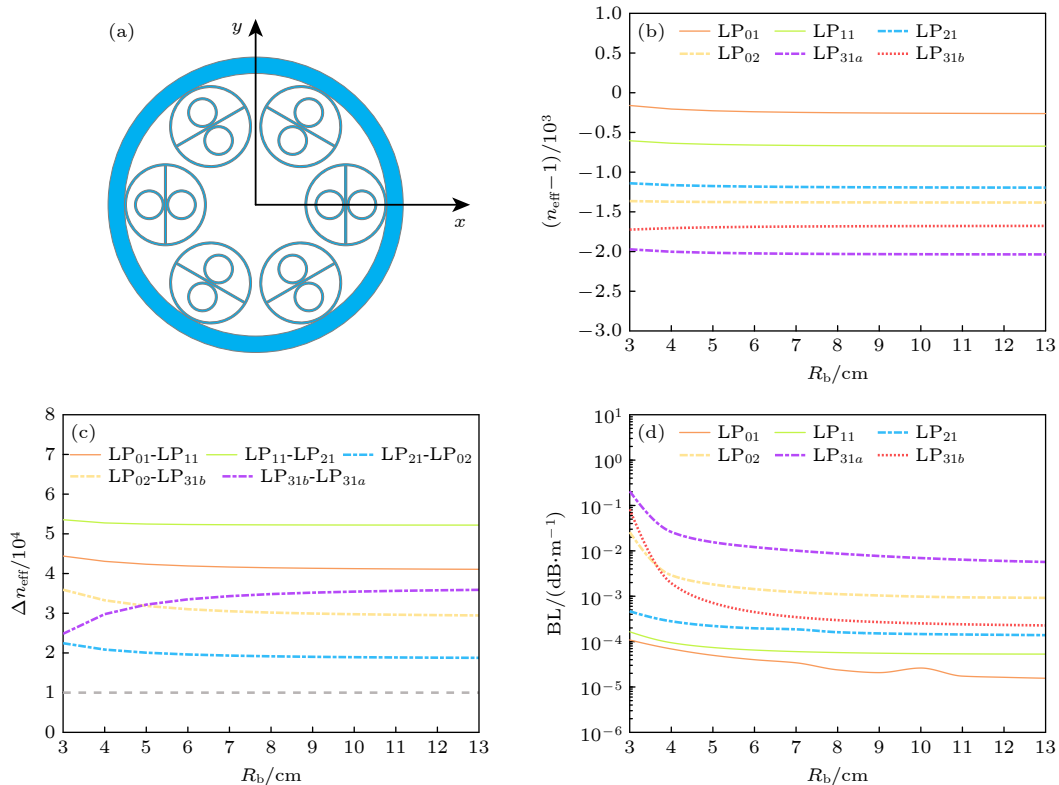 (a)
y
x
(b)
LP₀₁ LP₁₁ LP₂₁
LP₀₂ LP₃₁ₐ LP₃₁b
1.0
0.5
0
−0.5
−1.0
−1.5
−2.0
−2.5
−3.0
(n_eff−1)/10³
3 4 5 6 7 8 9 10 11 12 13
R_b/cm
(c)
LP₀₁-LP₁₁ LP₁₁-LP₂₁ LP₂₁-LP₀₂
LP₀₂-LP₃₁b LP₃₁b-LP₃₁ₐ
8
7
6
5
4
3
2
1
0
Δn_eff/10⁴
3 4 5 6 7 8 9 10 11 12 13
R_b/cm
(d)
LP₀₁ LP₁₁ LP₂₁
LP₀₂ LP₃₁ₐ LP₃₁b
10¹
10⁰
10⁻¹
10⁻²
10⁻³
10⁻⁴
10⁻⁵
10⁻⁶
BL/(dB·m⁻¹)
3 4 5 6 7 8 9 10 11 12 13
R_b/cm